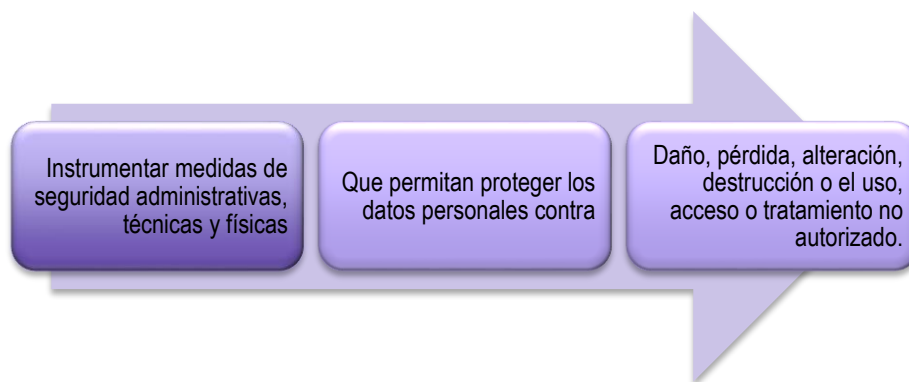 Instrumentar medidas de
seguridad administrativas,
técnicas y físicas
Que permitan proteger los
datos personales contra
Daño, pérdida, alteración,
destrucción o el uso,
acceso o tratamiento no
autorizado.